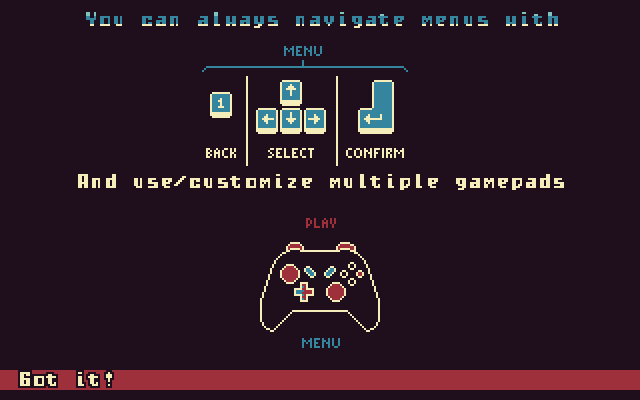 You can always navigate menus with
MENU
1
BACK SELECT CONFIRM
And use/customize multiple gamepads
PLAY
MENU
Got it!